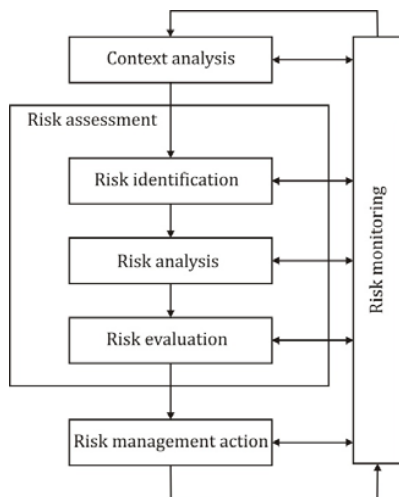 Context analysis
Risk assessment
Risk identification
Risk analysis
Risk evaluation
Risk management action
Risk monitoring